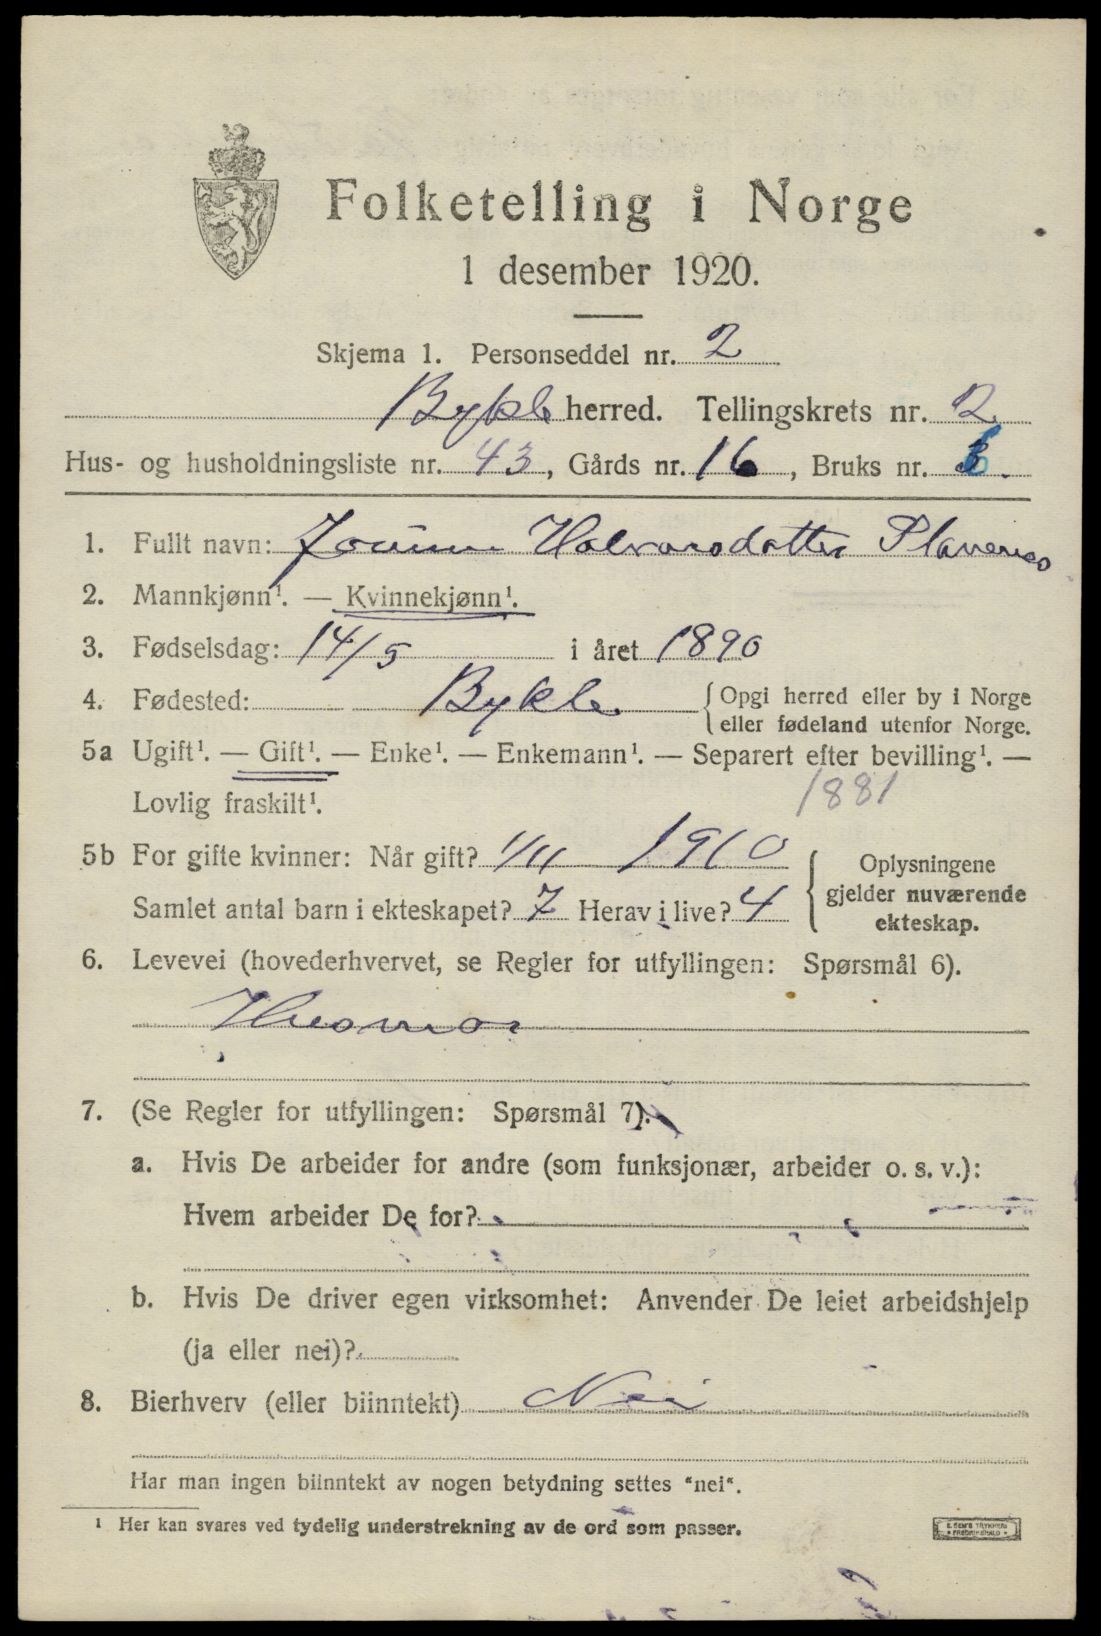 Folketelling i Norge
1 desember 1920.
Skjema 1. Personseddel nr. 2
Bykle herred. Tellingskrets nr. 2
Hus- og husholdningsliste nr. 43, Gårds nr. 16, Bruks nr.
1. Fullt navn: Halvorsdatter
2. Mannkjønn¹. — Kvinnekjønn¹.
3. Fødselsdag: 14/5 i året 1890
4. Fødested: Bykle Opgi herred eller by i Norge
eller fødeland utenfor Norge.
5a Ugift¹. — Gift¹. — Enke¹. — Enkemann¹. — Separert efter bevilling¹. —
Lovlig fraskilt¹. 1881
5b For gifte kvinner: Når gift? 1/11 1910
Samlet antal barn i ekteskapet? 7 Herav i live? 4
Oplysningene
gjelder nuværende
ekteskap.
6. Levevei (hovederhvervet, se Regler for utfyllingen: Spørsmål 6).
Husmor
7. (Se Regler for utfyllingen: Spørsmål 7).
a. Hvis De arbeider for andre (som funksjonær, arbeider o. s. v.):
Hvem arbeider De for?
b. Hvis De driver egen virksomhet: Anvender De leiet arbeidshjelp
(ja eller nei)?
8. Bierhverv (eller biinntekt) Nei
Har man ingen biinntekt av nogen betydning settes "nei".
¹ Her kan svares ved tydelig understrekning av de ord som passer.